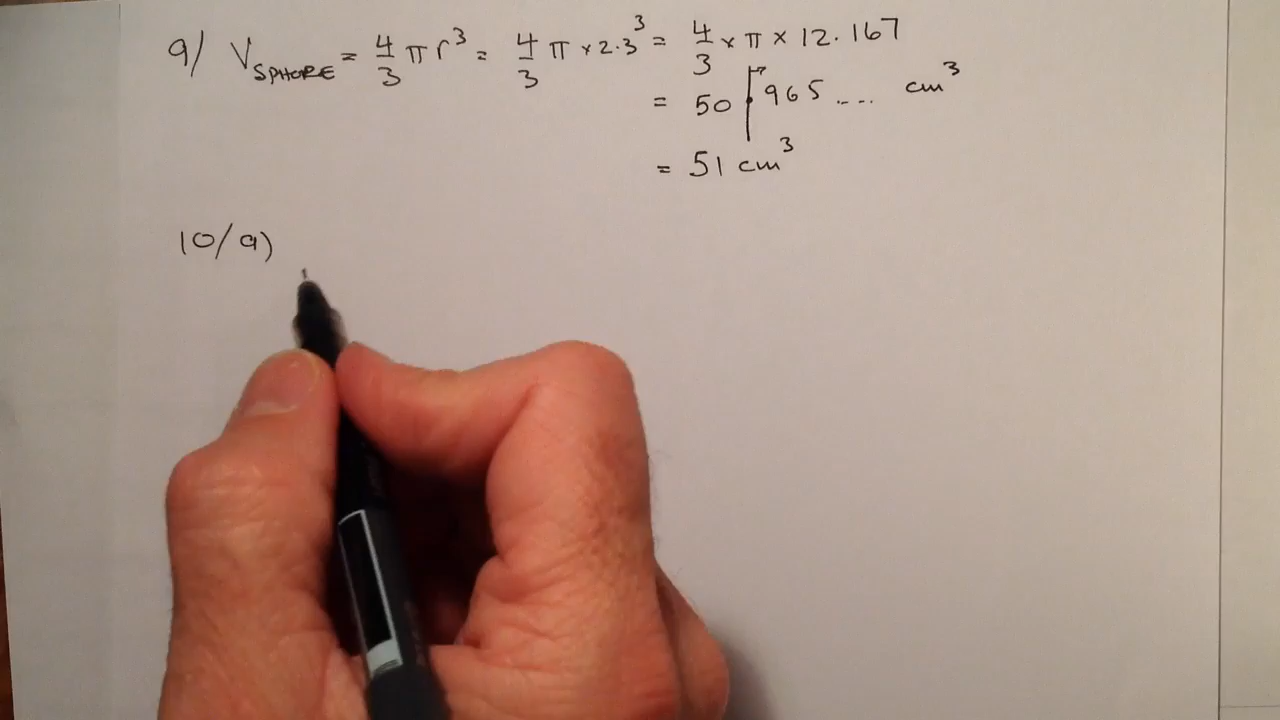 9/ V_SPHERE = 4/3 π r³ = 4/3 π × 2.3³ = 4/3 × π × 12.167
= 50.965.... cm³
= 51 cm³
10/ a)